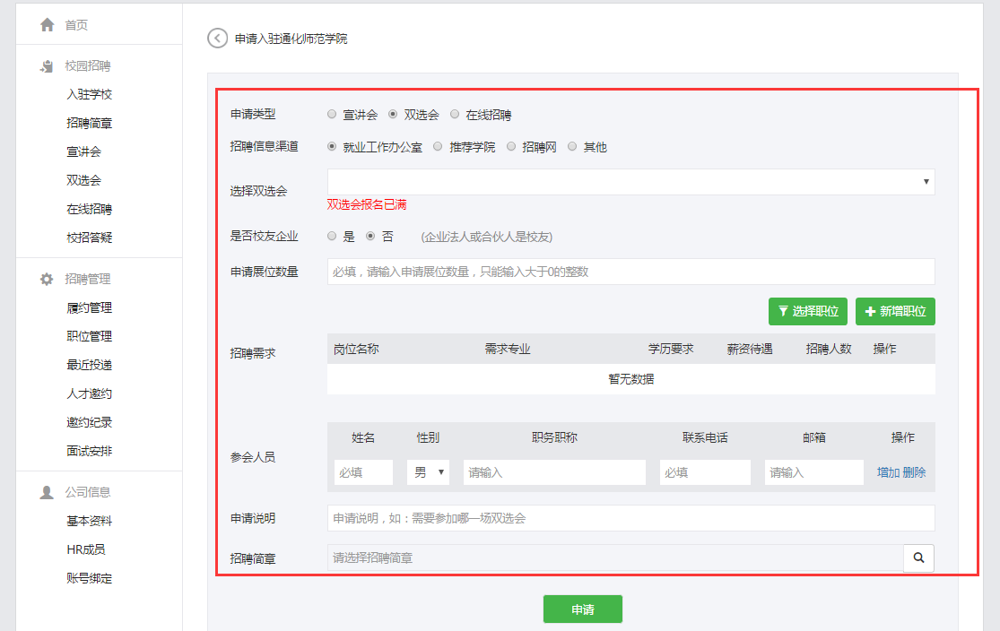 首页
校园招聘
入驻学校
招聘简章
宣讲会
双选会
在线招聘
校招答疑
招聘管理
履约管理
职位管理
最近投递
人才邀约
邀约纪录
面试安排
公司信息
基本资料
HR成员
账号绑定
申请入驻通化师范学院
申请类型 宣讲会 双选会 在线招聘
招聘信息渠道 就业工作办公室 推荐学院 招聘网 其他
选择双选会
双选会报名已满
是否校友企业 是 否 (企业法人或合伙人是校友)
申请展位数量 必填，请输入申请展位数量，只能输入大于0的整数
选择职位 新增职位
招聘需求
岗位名称 需求专业 学历要求 薪资待遇 招聘人数 操作
暂无数据
参会人员
姓名 性别 职务职称 联系电话 邮箱 操作
必填 男 请输入 必填 请输入 增加 删除
申请说明 申请说明，如：需要参加哪一场双选会
招聘简章 请选择招聘简章
申请